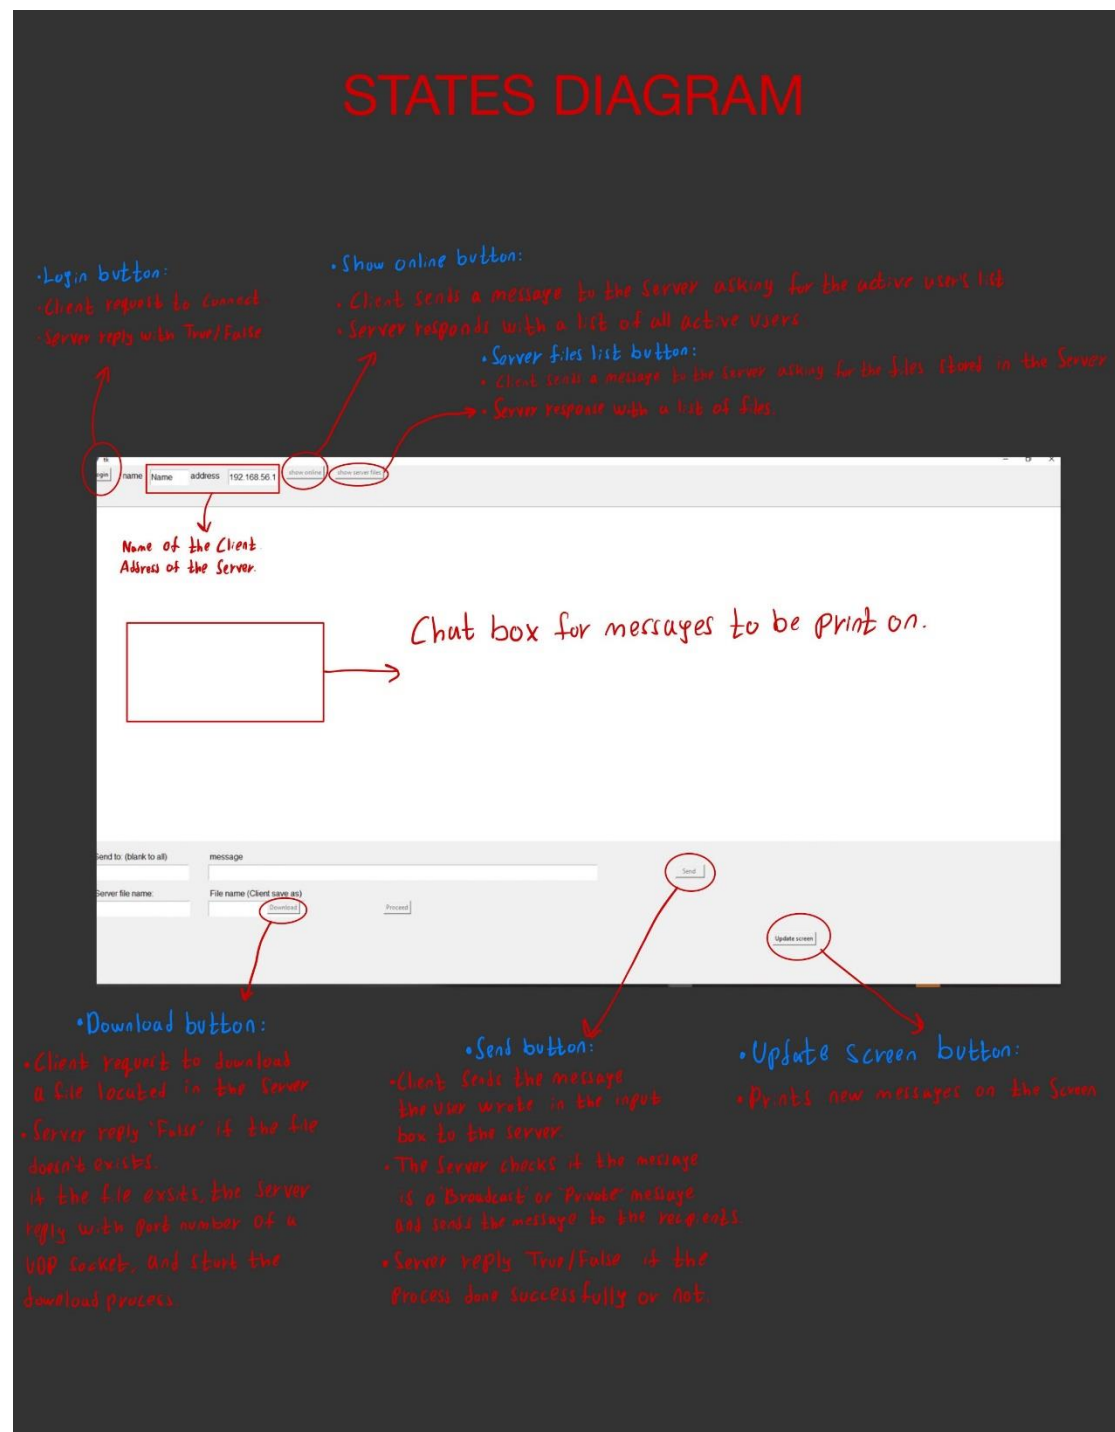 STATES DIAGRAM
•Login button:
•Client request to connect.
•Server reply with True/False
•Show online button:
•Client sends a message to the Server asking for the active users list
•Server responds with a list of all active users
•Server files list button:
•Client sends a message to the Server asking for the files stored in the Server
•Server response with a list of files.
ogin
name
Name
address
192.168.56.1
show online
show server files
Name of the Client.
Address of the Server.
Chat box for messages to be print on.
Send to: (blank to all)
message
Send
Server file name:
File name (Client save as)
Download
Proceed
Update screen
•Download button:
•Client request to download
a file located in the Server
•Server reply 'False' if the file
doesn't exists.
if the file exsits, the Server
reply with port number of a
UDP socket, and start the
download process
•Send button:
•Client Sends the message
the User wrote in the input
box to the server.
•The Server checks if the message
is a 'Broadcast' or 'Private' message
and sends the message to the recipients
•Server reply True/False if the
Process done successfully or not.
•Update screen button:
•Prints new messages on the Screen